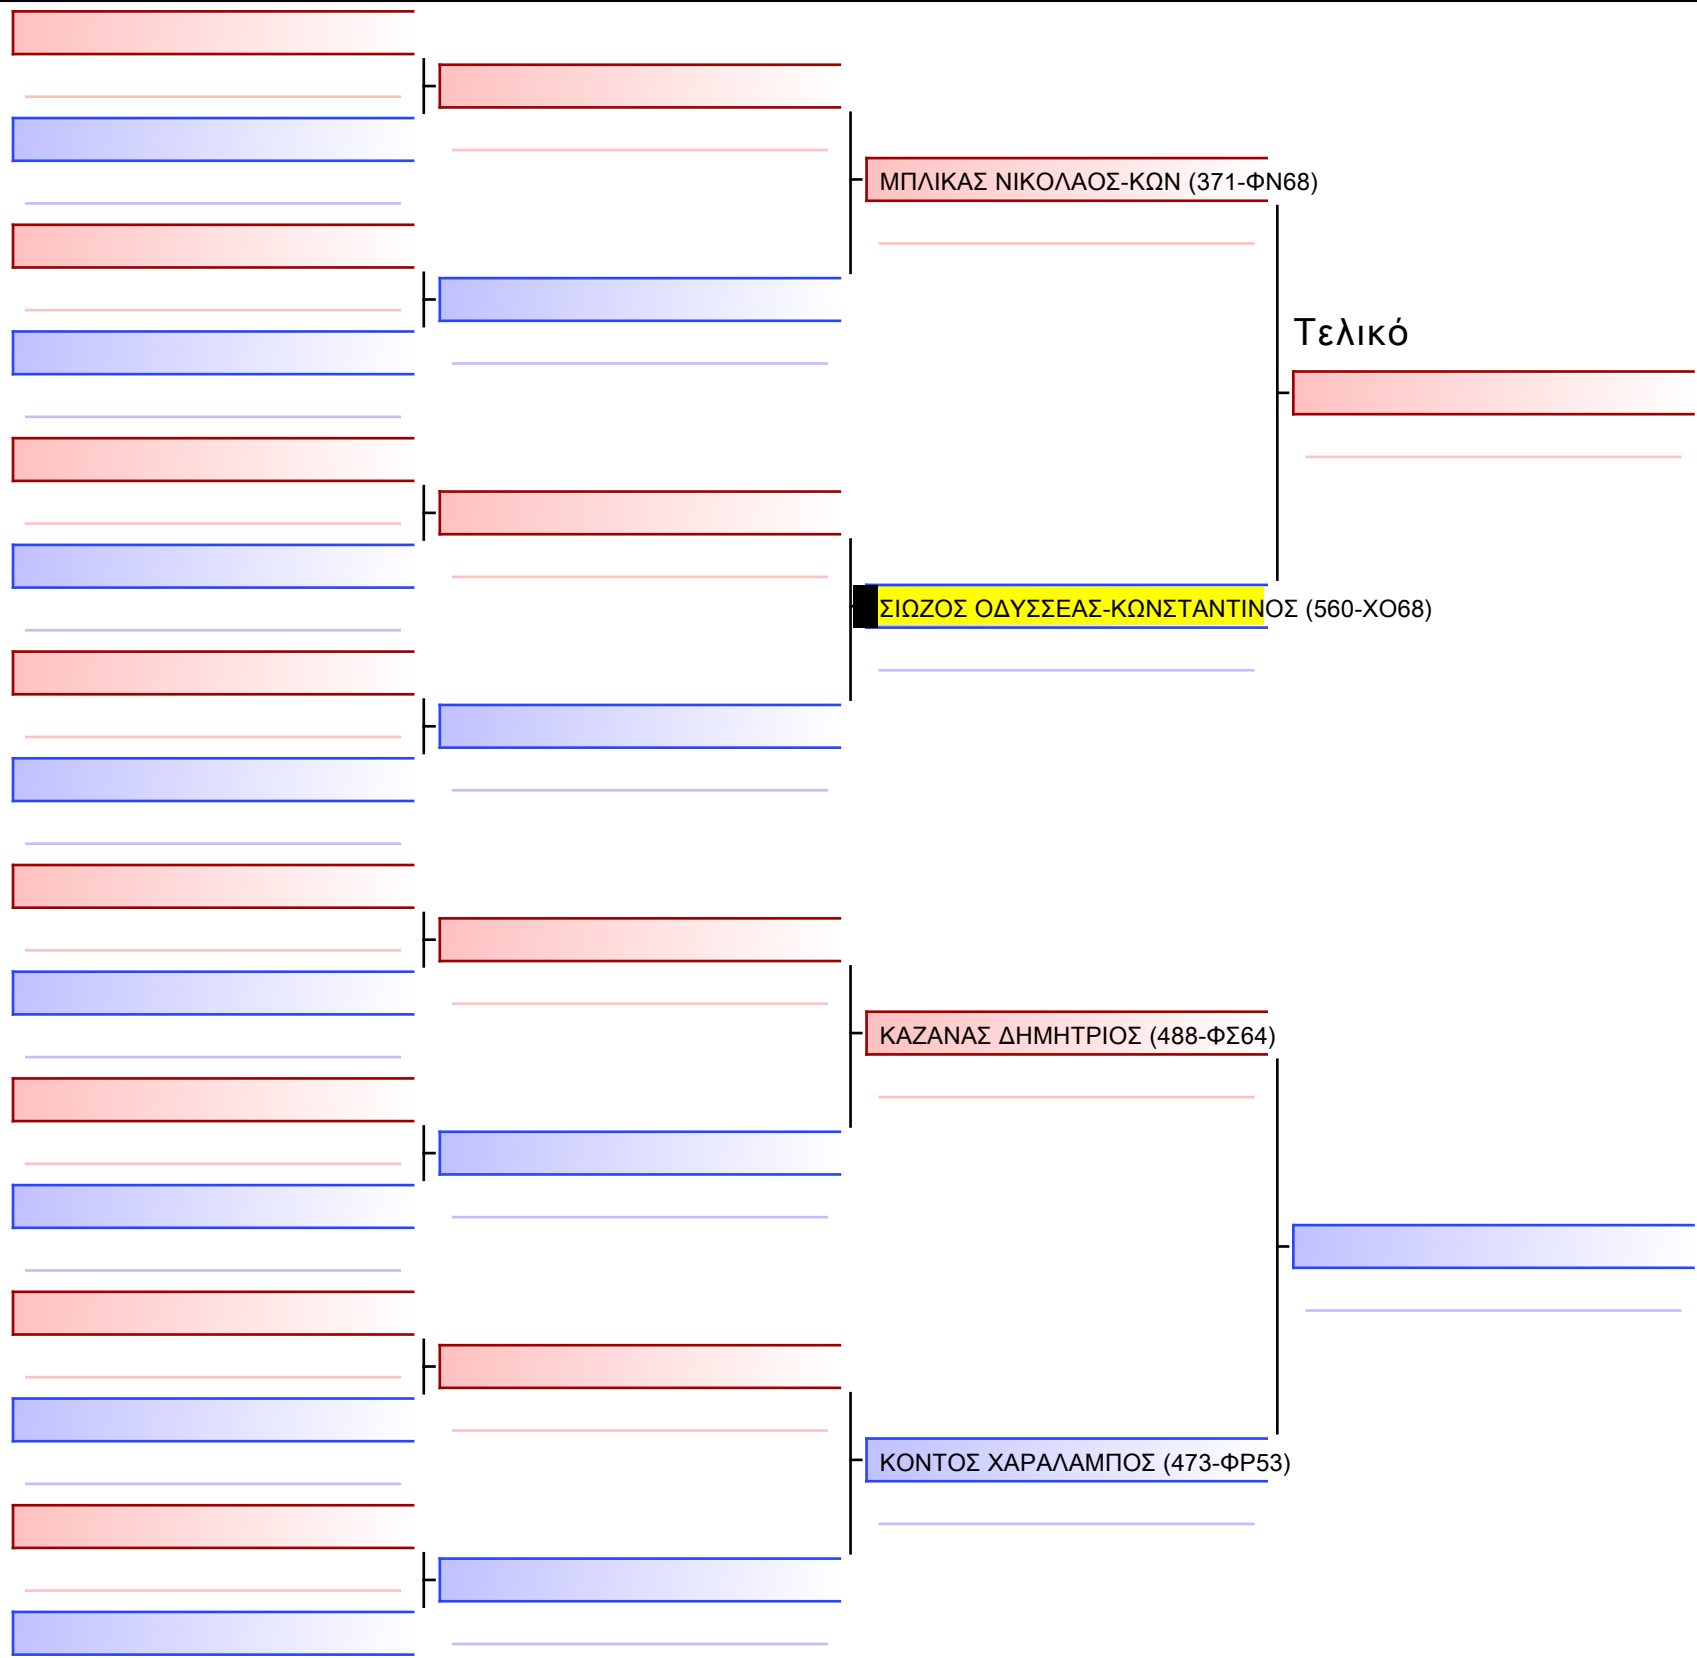 ΜΠΛΙΚΑΣ ΝΙΚΟΛΑΟΣ-ΚΩΝ (371-ΦΝ68)
Τελικό
ΣΙΩΖΟΣ ΟΔΥΣΣΕΑΣ-ΚΩΝΣΤΑΝΤΙΝΟΣ (560-ΧΟ68)
ΚΑΖΑΝΑΣ ΔΗΜΗΤΡΙΟΣ (488-ΦΣ64)
ΚΟΝΤΟΣ ΧΑΡΑΛΑΜΠΟΣ (473-ΦΡ53)